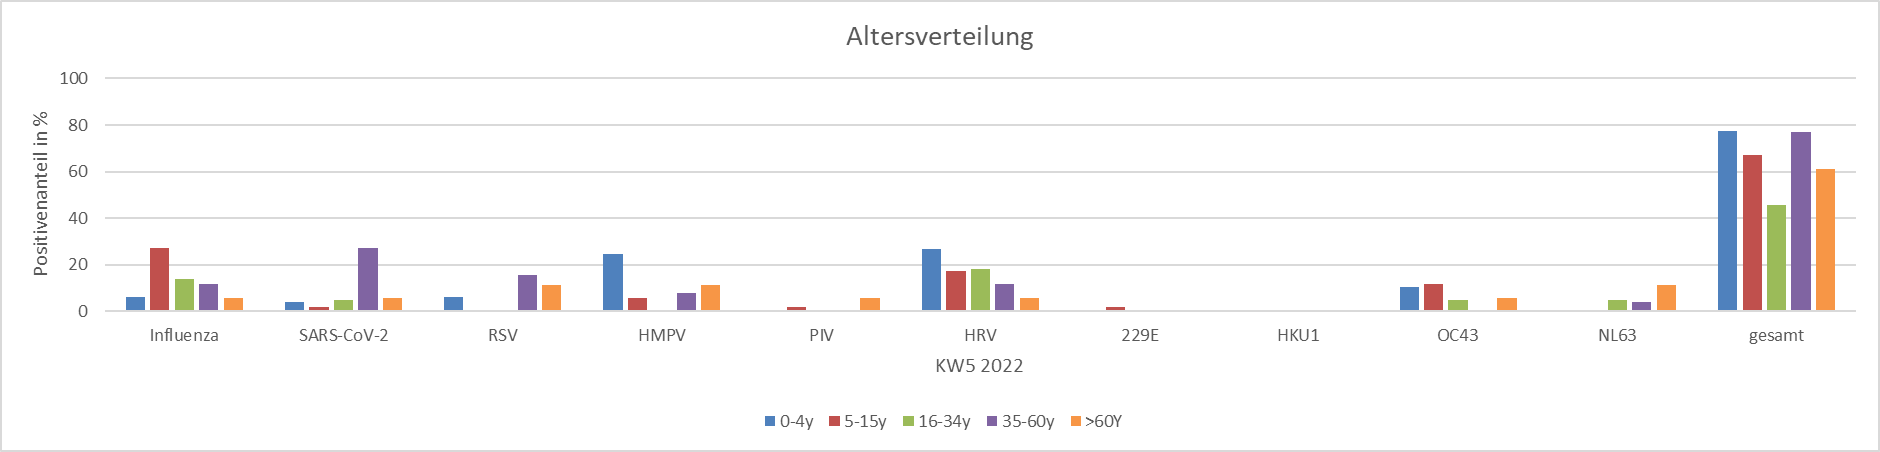 Altersverteilung
Positivenanteil in %
100
80
60
40
20
0
Influenza SARS-CoV-2 RSV HMPV PIV HRV 229E HKU1 OC43 NL63 gesamt
KW5 2022
0-4y 5-15y 16-34y 35-60y >60Y